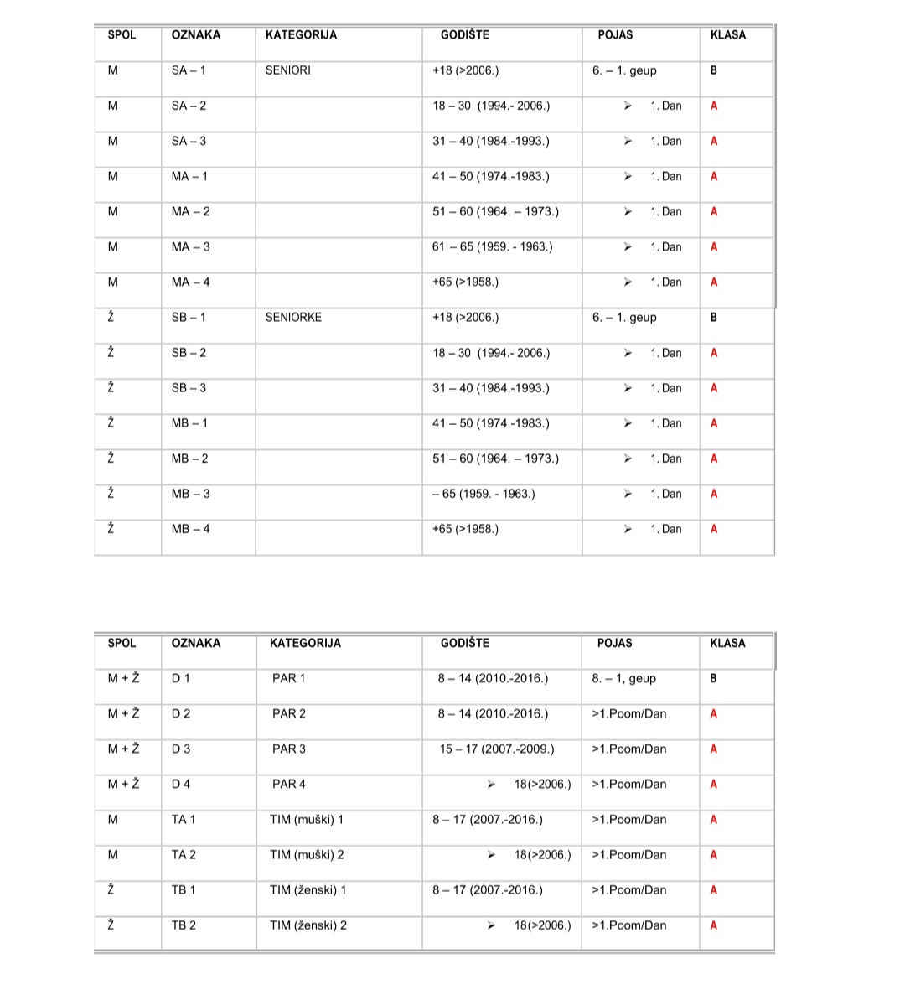 SPOL OZNAKA KATEGORIJA GODIŠTE POJAS KLASA
M SA – 1 SENIORI +18 (>2006.) 6. – 1. geup B
M SA – 2 18 – 30 (1994.- 2006.) ➢ 1. Dan A
M SA – 3 31 – 40 (1984.-1993.) ➢ 1. Dan A
M MA – 1 41 – 50 (1974.-1983.) ➢ 1. Dan A
M MA – 2 51 – 60 (1964. – 1973.) ➢ 1. Dan A
M MA – 3 61 – 65 (1959. - 1963.) ➢ 1. Dan A
M MA – 4 +65 (>1958.) ➢ 1. Dan A
Ž SB – 1 SENIORKE +18 (>2006.) 6. – 1. geup B
Ž SB – 2 18 – 30 (1994.- 2006.) ➢ 1. Dan A
Ž SB – 3 31 – 40 (1984.-1993.) ➢ 1. Dan A
Ž MB – 1 41 – 50 (1974.-1983.) ➢ 1. Dan A
Ž MB – 2 51 – 60 (1964. – 1973.) ➢ 1. Dan A
Ž MB – 3 – 65 (1959. - 1963.) ➢ 1. Dan A
Ž MB – 4 +65 (>1958.) ➢ 1. Dan A
SPOL OZNAKA KATEGORIJA GODIŠTE POJAS KLASA
M + Ž D 1 PAR 1 8 – 14 (2010.-2016.) 8. – 1, geup B
M + Ž D 2 PAR 2 8 – 14 (2010.-2016.) >1.Poom/Dan A
M + Ž D 3 PAR 3 15 – 17 (2007.-2009.) >1.Poom/Dan A
M + Ž D 4 PAR 4 ➢ 18(>2006.) >1.Poom/Dan A
M TA 1 TIM (muški) 1 8 – 17 (2007.-2016.) >1.Poom/Dan A
M TA 2 TIM (muški) 2 ➢ 18(>2006.) >1.Poom/Dan A
Ž TB 1 TIM (ženski) 1 8 – 17 (2007.-2016.) >1.Poom/Dan A
Ž TB 2 TIM (ženski) 2 ➢ 18(>2006.) >1.Poom/Dan A